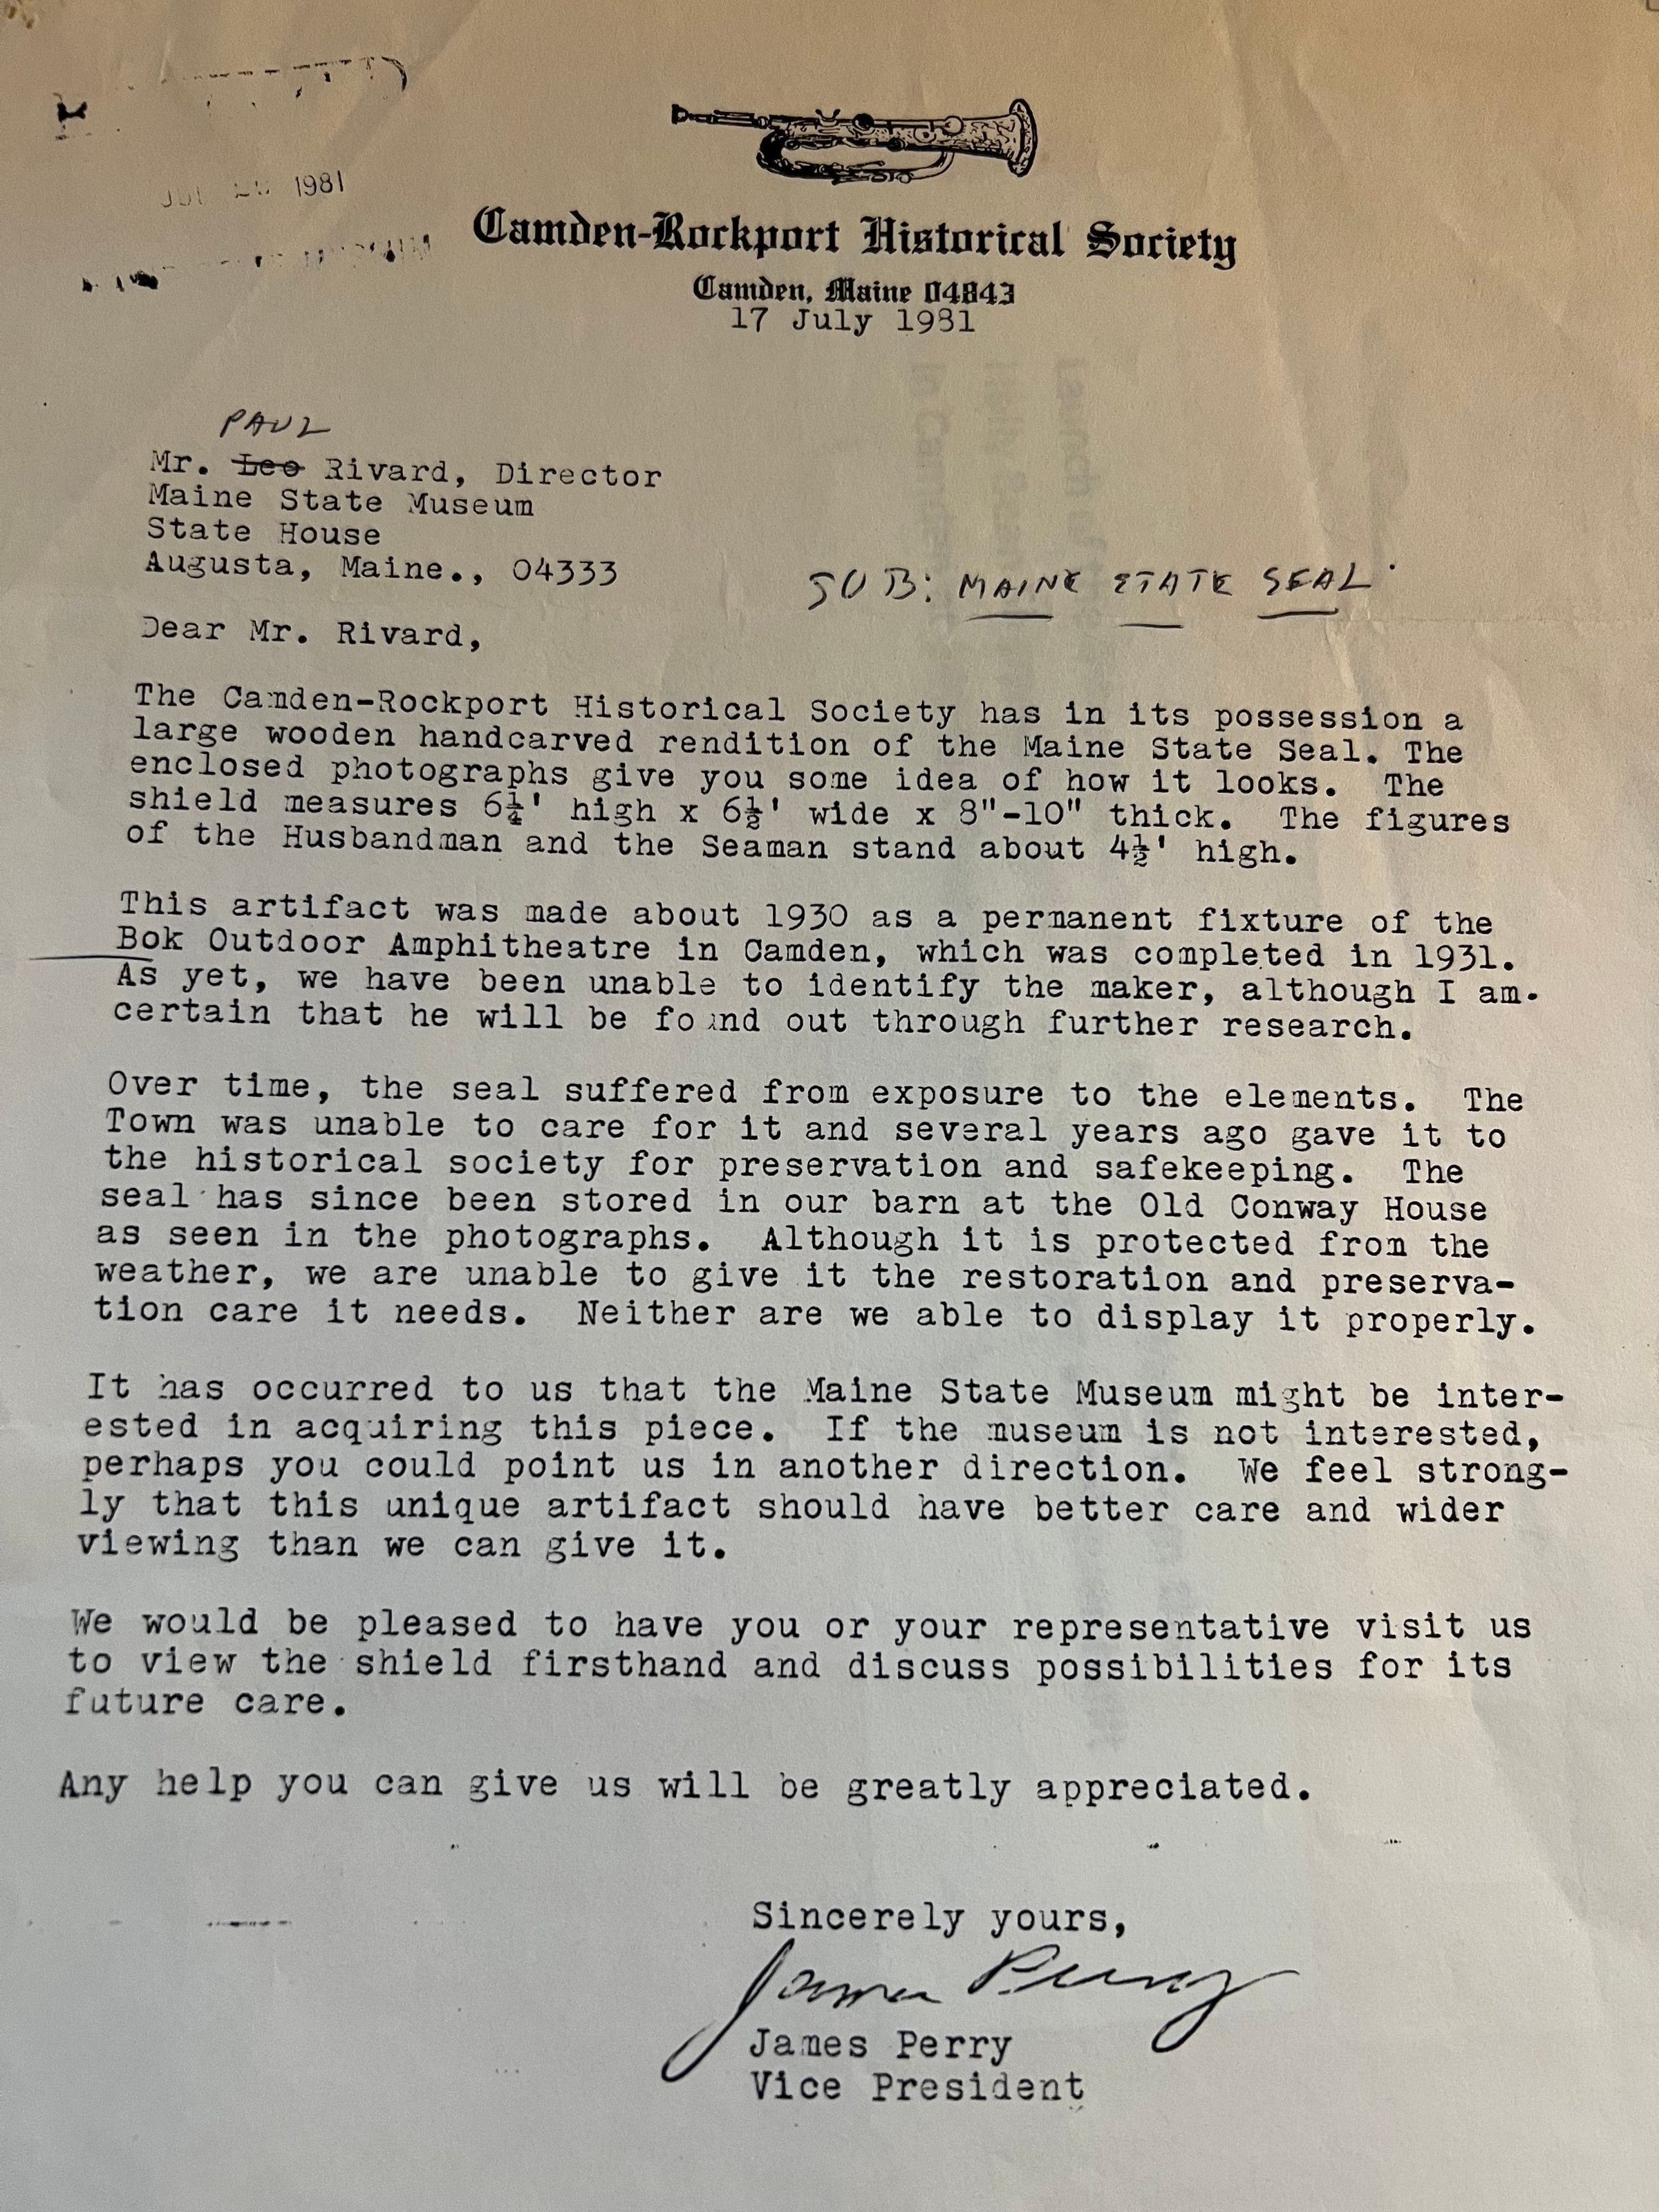 1981
Camden-Rockport Historical Society
Camden, Maine 04843
17 July 1981
PAUL
Mr. Leo Rivard, Director
Maine State Museum
State House
Augusta, Maine., 04333
SUB: MAINE STATE SEAL
Dear Mr. Rivard,
The Camden-Rockport Historical Society has in its possession a
large wooden handcarved rendition of the Maine State Seal. The
enclosed photographs give you some idea of how it looks. The
shield measures 6¼' high x 6½' wide x 8"-10" thick. The figures
of the Husbandman and the Seaman stand about 4½' high.
This artifact was made about 1930 as a permanent fixture of the
Bok Outdoor Amphitheatre in Camden, which was completed in 1931.
As yet, we have been unable to identify the maker, although I am
certain that he will be found out through further research.
Over time, the seal suffered from exposure to the elements. The
Town was unable to care for it and several years ago gave it to
the historical society for preservation and safekeeping. The
seal has since been stored in our barn at the Old Conway House
as seen in the photographs. Although it is protected from the
weather, we are unable to give it the restoration and preserva-
tion care it needs. Neither are we able to display it properly.
It has occurred to us that the Maine State Museum might be inter-
ested in acquiring this piece. If the museum is not interested,
perhaps you could point us in another direction. We feel strong-
ly that this unique artifact should have better care and wider
viewing than we can give it.
We would be pleased to have you or your representative visit us
to view the shield firsthand and discuss possibilities for its
future care.
Any help you can give us will be greatly appreciated.
Sincerely yours,
James Perry
James Perry
Vice President